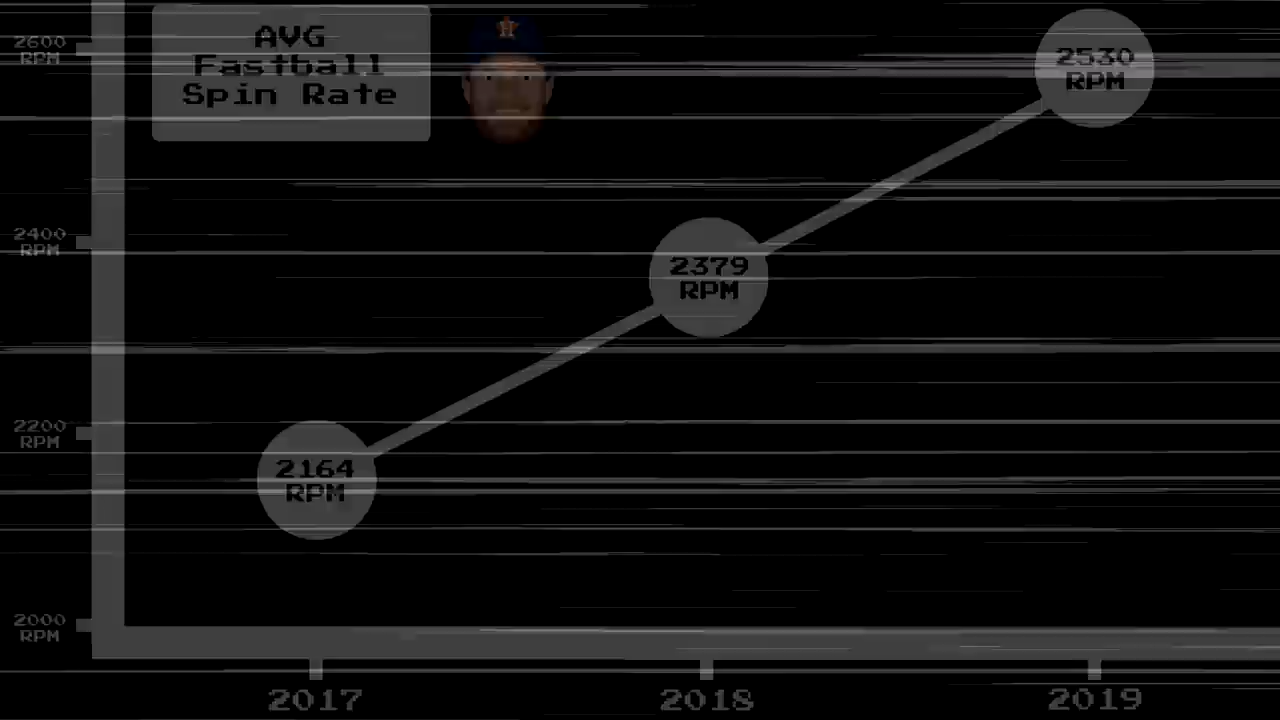 AVG
Fastball
Spin Rate
H
2600
RPM
2530
RPM
2400
RPM
2379
RPM
2200
RPM
2164
RPM
2000
RPM
2017
2018
2019